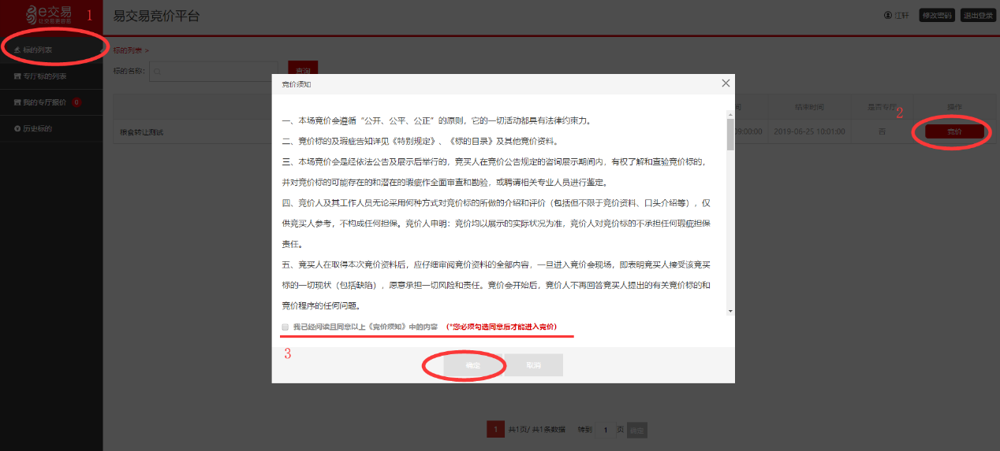 e交易
让交易更容易
1
易交易竞价平台
江轩
修改密码
退出登录
标的列表
专厅标的列表
我的专厅报价 0
历史标的
标的列表 >
标的名称：
查询
结束时间
是否专厅
操作
2
粮食转让测试
09:00:00
2019-06-25 10:01:00
否
竞价
竞价须知
一、本场竞价会遵循“公开、公平、公正”的原则，它的一切活动都具有法律约束力。
二、竞价标的及瑕疵告知详见《特别规定》、《标的目录》及其他竞价资料。
三、本场竞价会是经依法公告及展示后举行的，竞买人在竞价公告规定的咨询展示期间内，有权了解和查验竞价标的，
并对竞价标的可能存在的和潜在的瑕疵作全面审查和勘验，或聘请相关专业人员进行鉴定。
四、竞价人及其工作人员无论采用何种方式对竞价标的所做的介绍和评价（包括但不限于竞价资料、口头介绍等），仅
供竞买人参考，不构成任何担保。竞价人申明：竞价均以展示的实际状况为准，竞价人对竞价标的不承担任何瑕疵担保
责任。
五、竞买人在取得本次竞价资料后，应仔细审阅竞价资料的全部内容，一旦进入竞价会现场，即表明竞买人接受该竞买
标的一切现状（包括缺陷），愿意承担一切风险和责任。竞价会开始后，竞价人不再回答竞买人提出的有关竞价标的和
竞价程序的任何问题。
我已经阅读且同意以上《竞价须知》中的内容 （*您必须勾选同意后才能进入竞价）
3
确定
取消
1 共1页/ 共1条数据 转到 1 页 确定